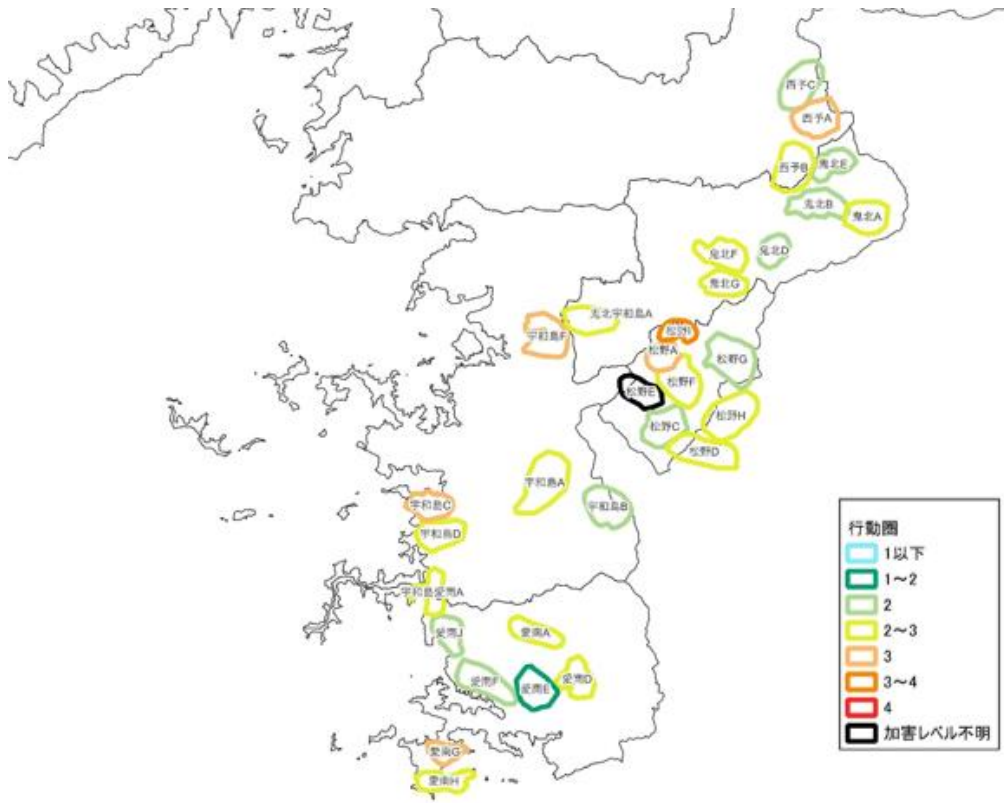 西予C
西予A
西予B
鬼北E
鬼北B
鬼北A
鬼北F
鬼北D
鬼北G
鬼北宇和島A
宇和島F
松野I
松野A
松野G
松野F
松野E
松野H
松野C
松野D
宇和島A
宇和島C
宇和島B
宇和島D
宇和島愛南A
愛南J
愛南A
愛南F
愛南E
愛南D
愛南G
愛南H
行動圏
1以下
1～2
2
2～3
3
3～4
4
加害レベル不明